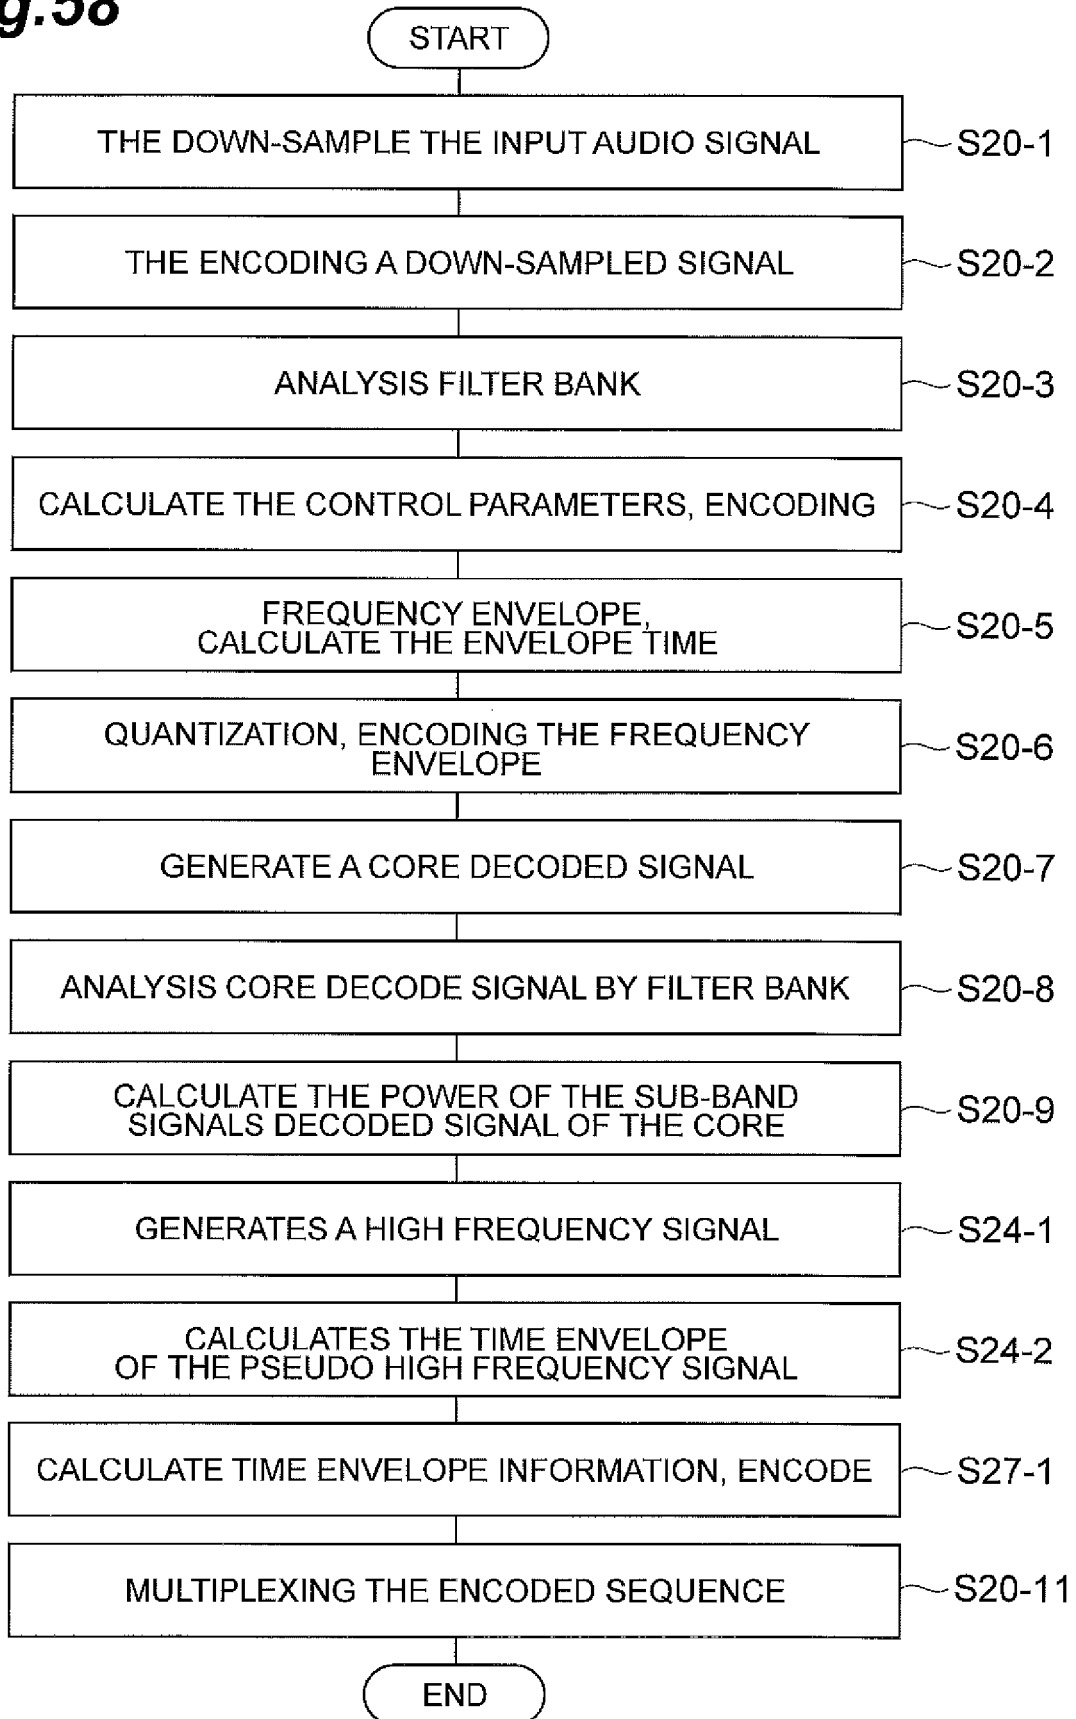 g.58
START
THE DOWN-SAMPLE THE INPUT AUDIO SIGNAL
S20-1
THE ENCODING A DOWN-SAMPLED SIGNAL
S20-2
ANALYSIS FILTER BANK
S20-3
CALCULATE THE CONTROL PARAMETERS, ENCODING
S20-4
FREQUENCY ENVELOPE,
CALCULATE THE ENVELOPE TIME
S20-5
QUANTIZATION, ENCODING THE FREQUENCY
ENVELOPE
S20-6
GENERATE A CORE DECODED SIGNAL
S20-7
ANALYSIS CORE DECODE SIGNAL BY FILTER BANK
S20-8
CALCULATE THE POWER OF THE SUB-BAND
SIGNALS DECODED SIGNAL OF THE CORE
S20-9
GENERATES A HIGH FREQUENCY SIGNAL
S24-1
CALCULATES THE TIME ENVELOPE
OF THE PSEUDO HIGH FREQUENCY SIGNAL
S24-2
CALCULATE TIME ENVELOPE INFORMATION, ENCODE
S27-1
MULTIPLEXING THE ENCODED SEQUENCE
S20-11
END